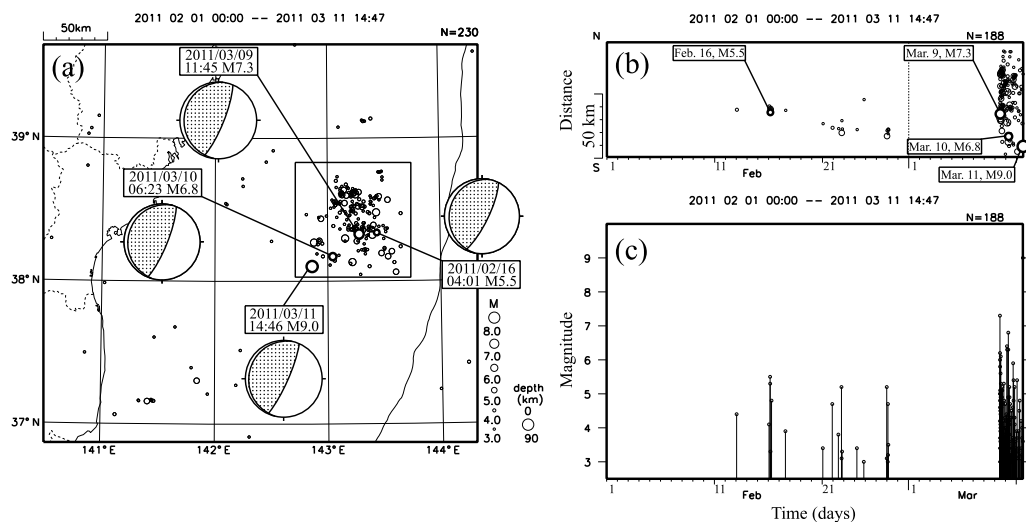 2011 02 01 00:00 -- 2011 03 11 14:47
50km
N=230
(a)
2011/03/09
11:45 M7.3
39°N
2011/03/10
06:23 M6.8
38°N
2011/02/16
04:01 M5.5
2011/03/11
14:46 M9.0
M
8.0
7.0
6.0
5.0
4.0
3.0
depth
(km)
0
90
37°N
141°E
142°E
143°E
144°E
2011 02 01 00:00 -- 2011 03 11 14:47
N
N=188
(b)
Feb. 16, M5.5
Mar. 9, M7.3
Distance
50 km
Mar. 10, M6.8
S
1
11
21
1
Feb
Mar. 11, M9.0
2011 02 01 00:00 -- 2011 03 11 14:47
N=188
(c)
Magnitude
9
8
7
6
5
4
3
1
11
21
1
Feb
Mar
Time (days)